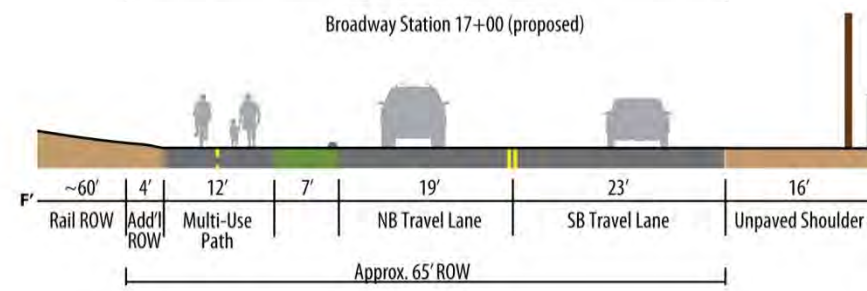 Broadway Station 17+00 (proposed)
F' ~60' 4' 12' 7' 19' 23' 16'
Rail ROW Add'l ROW Multi-Use Path NB Travel Lane SB Travel Lane Unpaved Shoulder
Approx. 65' ROW